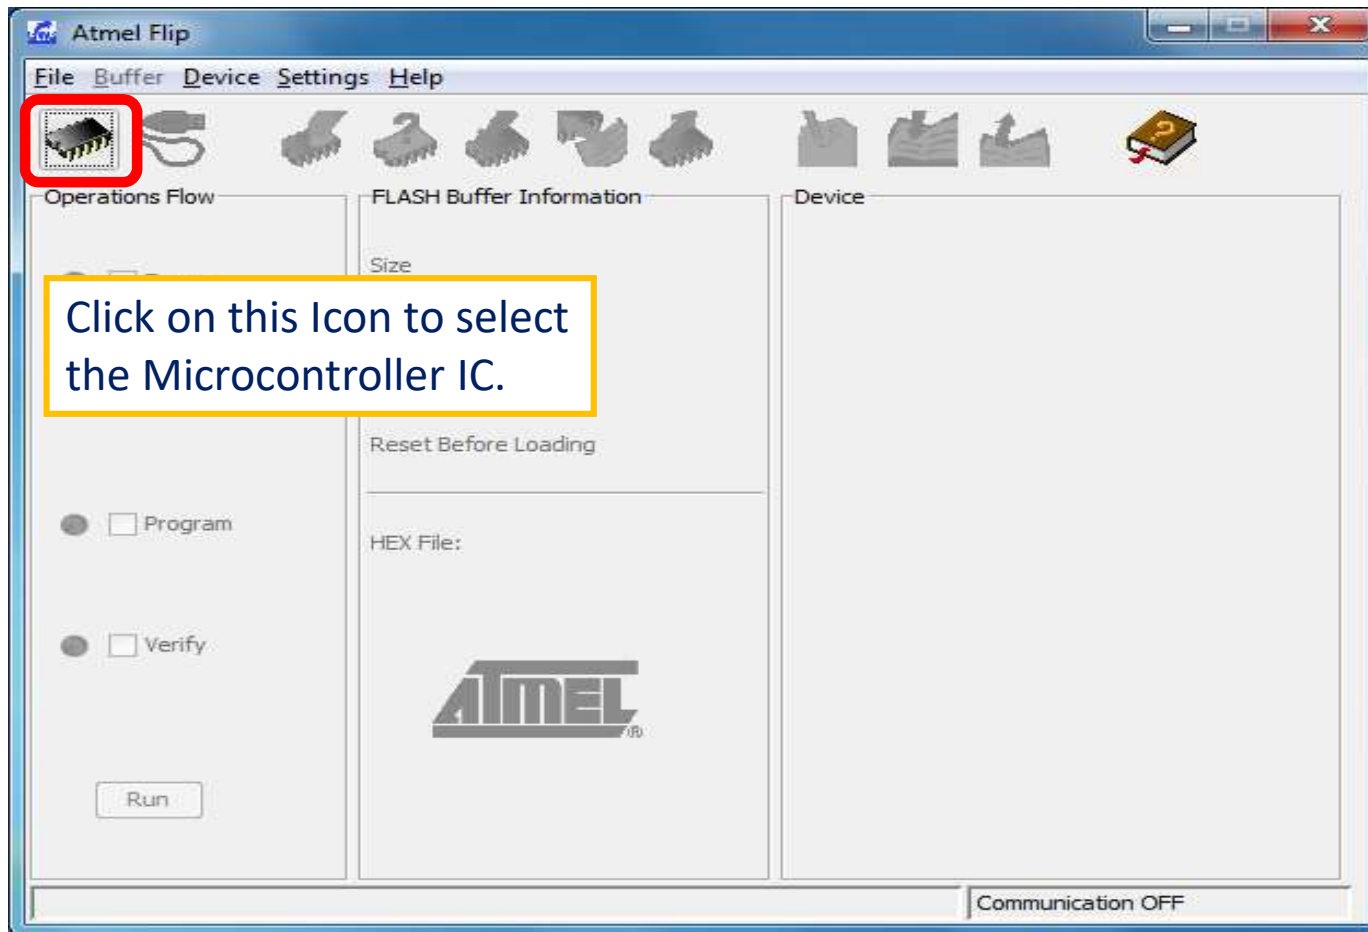 Atmel Flip
File Buffer Device Settings Help
Operations Flow
FLASH Buffer Information
Device
Size
Click on this Icon to select
the Microcontroller IC.
Reset Before Loading
Program
HEX File:
Verify
ATMEL®
Run
Communication OFF